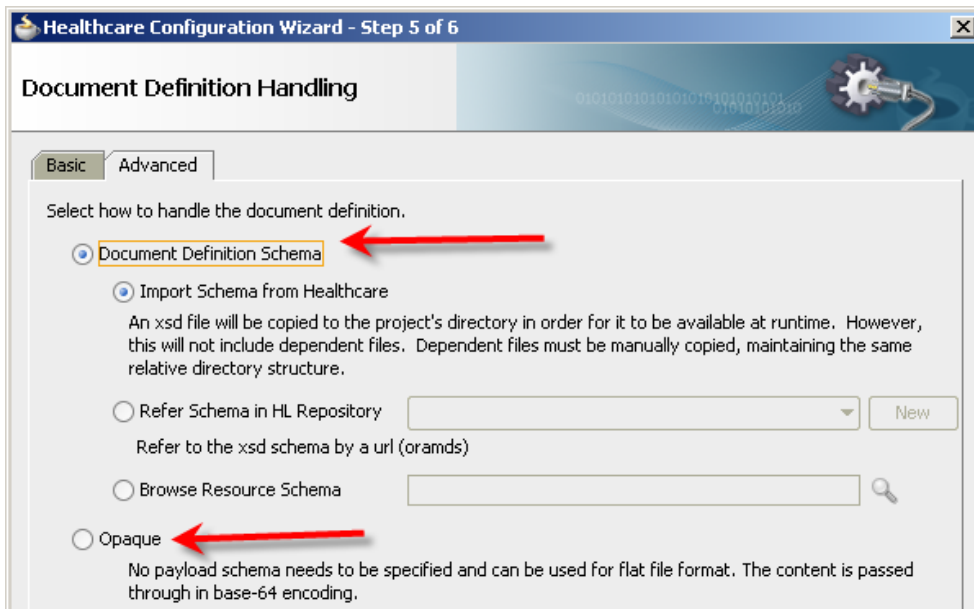 Healthcare Configuration Wizard - Step 5 of 6
Document Definition Handling
010101010101010101010101
01010101010
Basic
Advanced
Select how to handle the document definition.
Document Definition Schema
Import Schema from Healthcare
An xsd file will be copied to the project's directory in order for it to be available at runtime.  However,
this will not include dependent files.  Dependent files must be manually copied, maintaining the same
relative directory structure.
Refer Schema in HL Repository
New
Refer to the xsd schema by a url (oramds)
Browse Resource Schema
Opaque
No payload schema needs to be specified and can be used for flat file format. The content is passed
through in base-64 encoding.